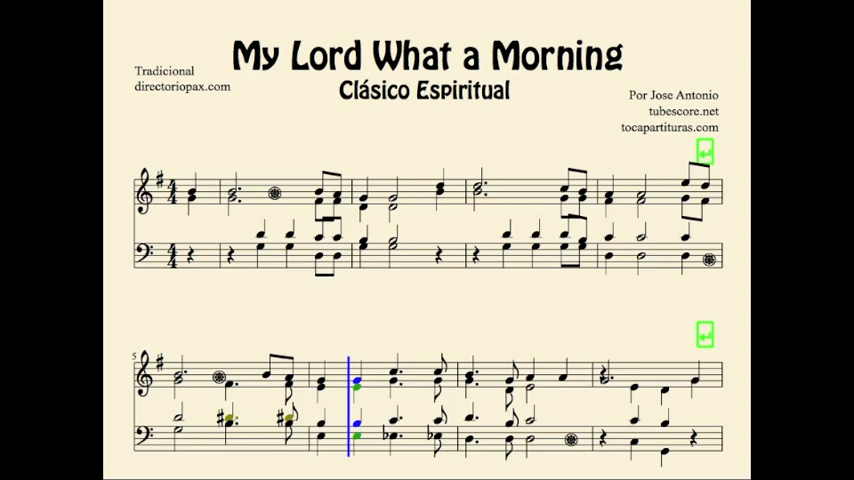 My Lord What a Morning
Clásico Espiritual
Tradicional
directoriopax.com
Por Jose Antonio
tubescore.net
tocapartituras.com
5